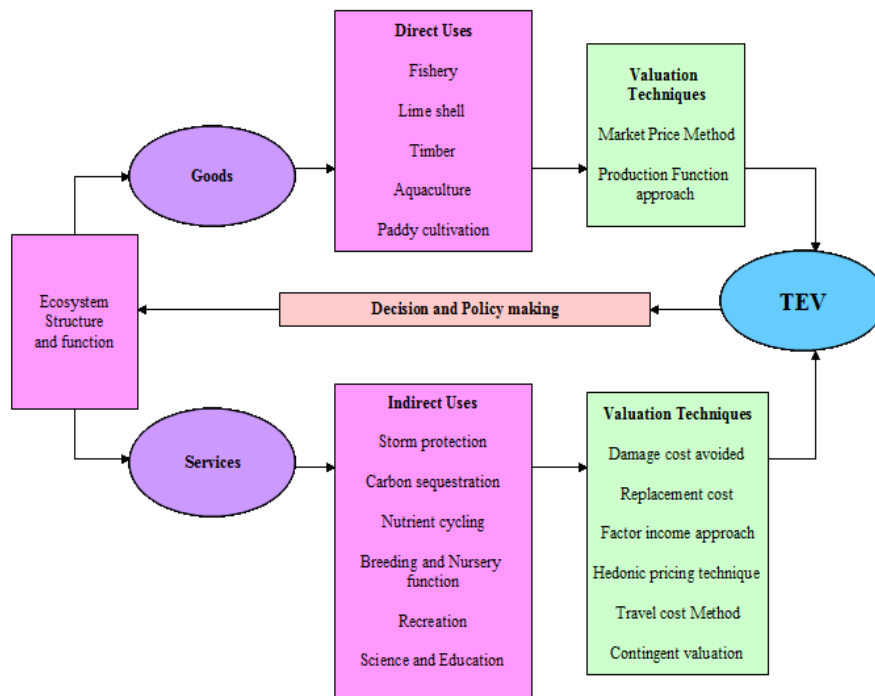 Direct Uses
Fishery
Lime shell
Timber
Aquaculture
Paddy cultivation
Valuation
Techniques
Market Price Method
Production Function
approach
Goods
Ecosystem
Structure
and function
Decision and Policy making
TEV
Services
Indirect Uses
Storm protection
Carbon sequestration
Nutrient cycling
Breeding and Nursery
function
Recreation
Science and Education
Valuation Techniques
Damage cost avoided
Replacement cost
Factor income approach
Hedonic pricing technique
Travel cost Method
Contingent valuation